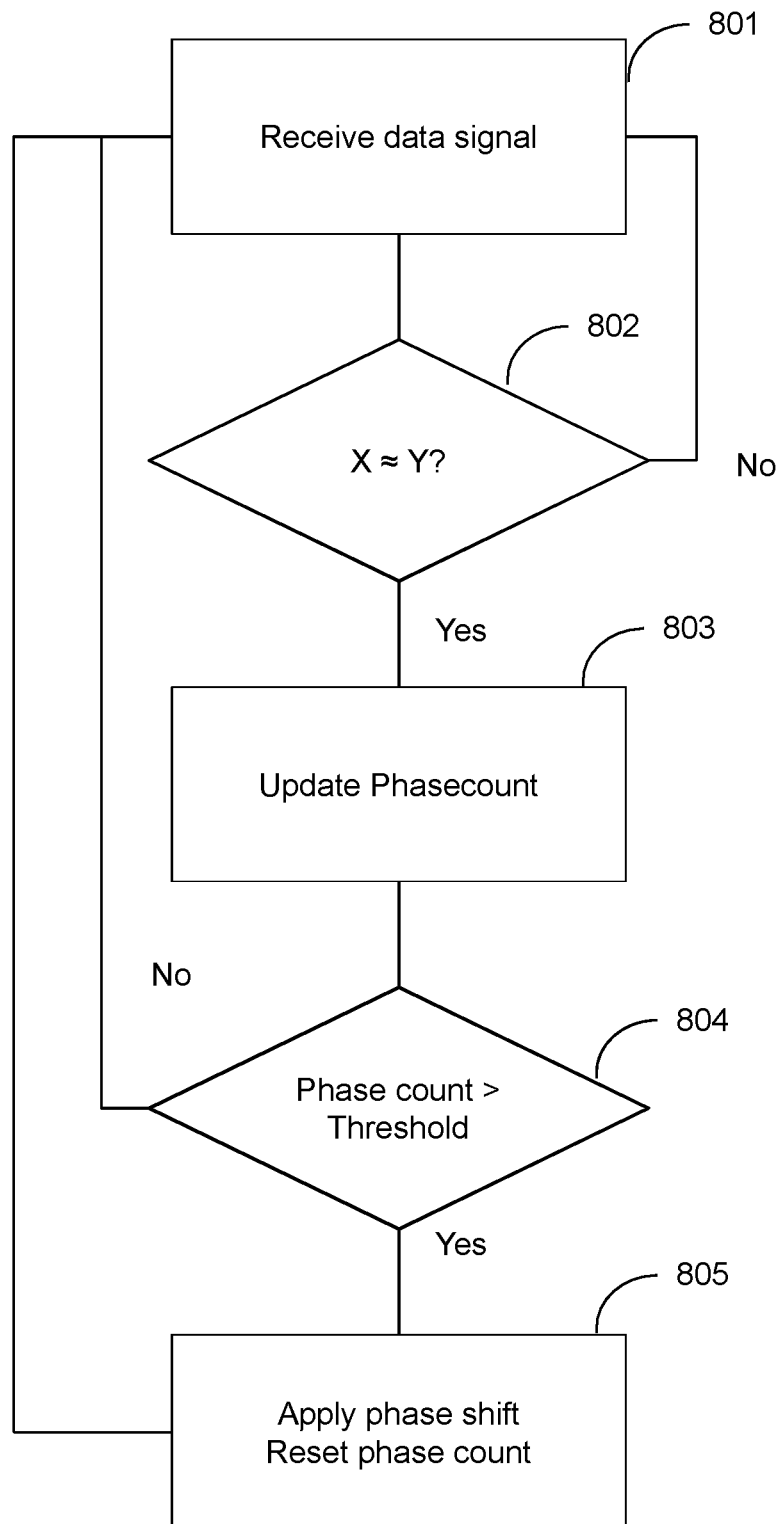 801
Receive data signal
802
X ≈ Y?
No
Yes
803
Update Phasecount
No
804
Phase count >
Threshold
Yes
805
Apply phase shift
Reset phase count